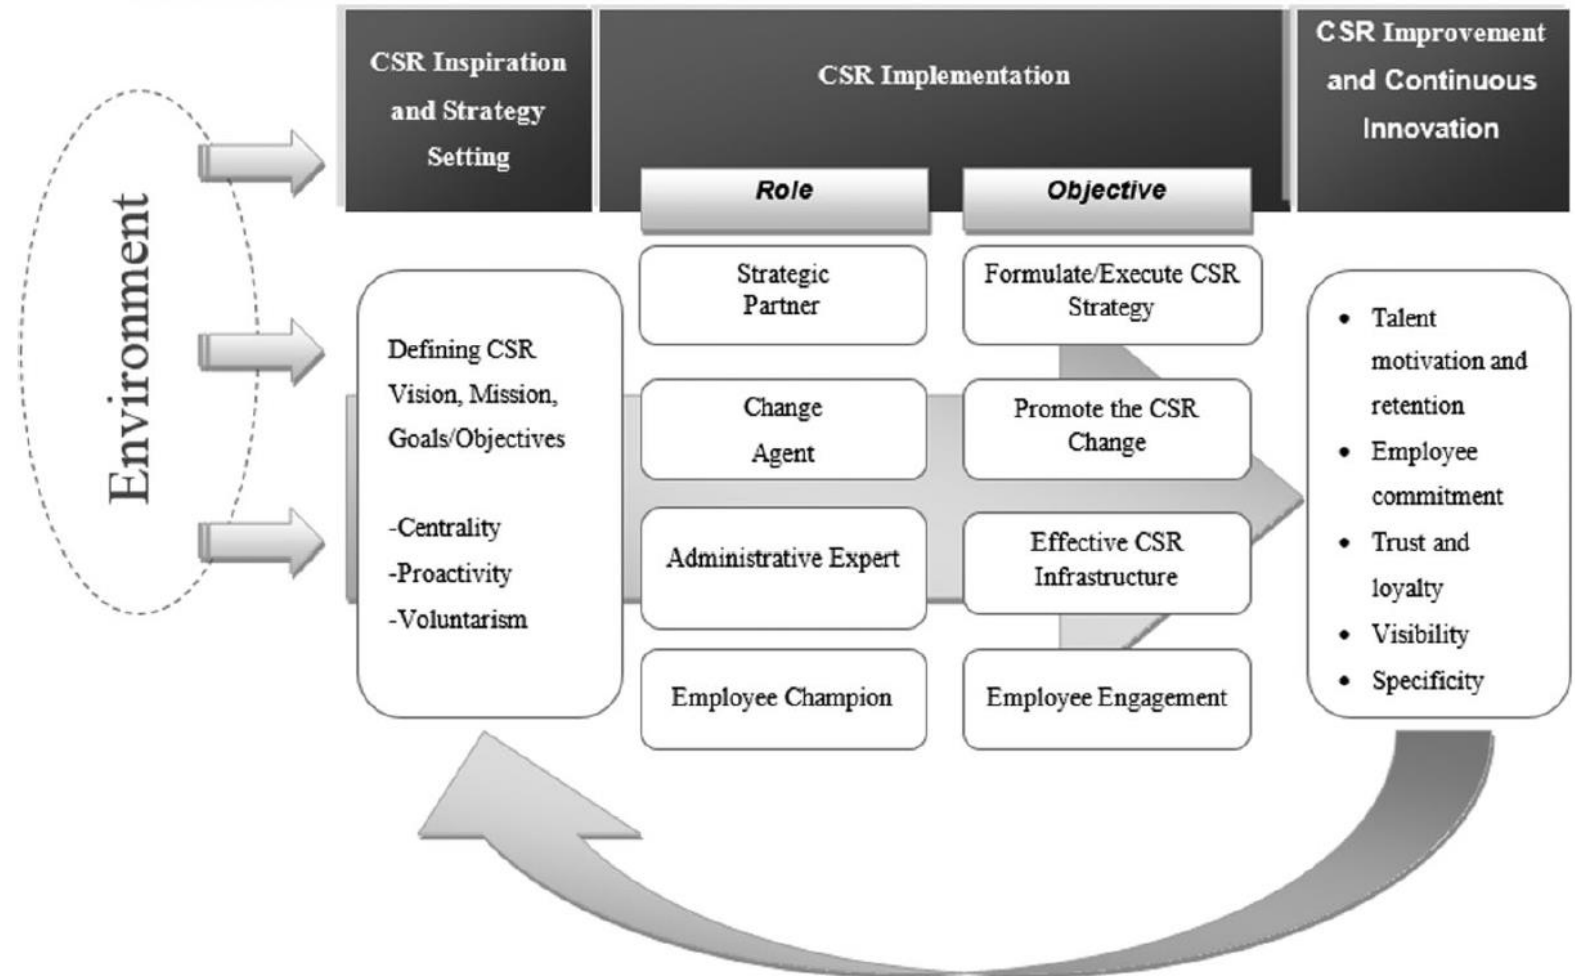 Environment
CSR Inspiration
and Strategy
Setting
Defining CSR
Vision, Mission,
Goals/Objectives
-Centrality
-Proactivity
-Voluntarism
CSR Implementation
Role
Objective
Strategic
Partner
Formulate/Execute CSR
Strategy
Change
Agent
Promote the CSR
Change
Administrative Expert
Effective CSR
Infrastructure
Employee Champion
Employee Engagement
CSR Improvement
and Continuous
Innovation
• Talent
motivation and
retention
• Employee
commitment
• Trust and
loyalty
• Visibility
• Specificity